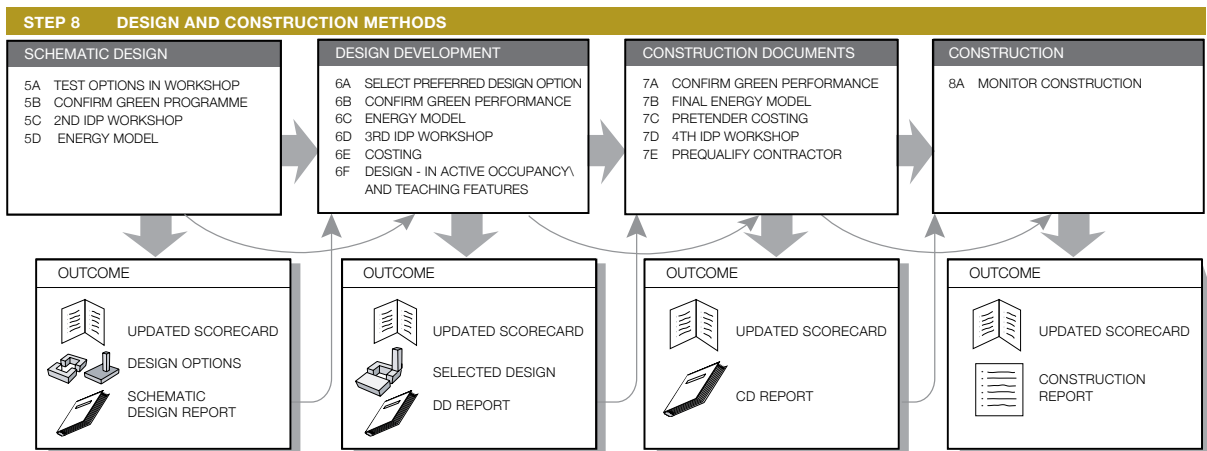 STEP 8 DESIGN AND CONSTRUCTION METHODS
SCHEMATIC DESIGN
5A TEST OPTIONS IN WORKSHOP
5B CONFIRM GREEN PROGRAMME
5C 2ND IDP WORKSHOP
5D ENERGY MODEL
DESIGN DEVELOPMENT
6A SELECT PREFERRED DESIGN OPTION
6B CONFIRM GREEN PERFORMANCE
6C ENERGY MODEL
6D 3RD IDP WORKSHOP
6E COSTING
6F DESIGN - IN ACTIVE OCCUPANCY\
AND TEACHING FEATURES
CONSTRUCTION DOCUMENTS
7A CONFIRM GREEN PERFORMANCE
7B FINAL ENERGY MODEL
7C PRETENDER COSTING
7D 4TH IDP WORKSHOP
7E PREQUALIFY CONTRACTOR
CONSTRUCTION
8A MONITOR CONSTRUCTION
OUTCOME
UPDATED SCORECARD
DESIGN OPTIONS
SCHEMATIC
DESIGN REPORT
OUTCOME
UPDATED SCORECARD
SELECTED DESIGN
DD REPORT
OUTCOME
UPDATED SCORECARD
CD REPORT
OUTCOME
UPDATED SCORECARD
CONSTRUCTION
REPORT